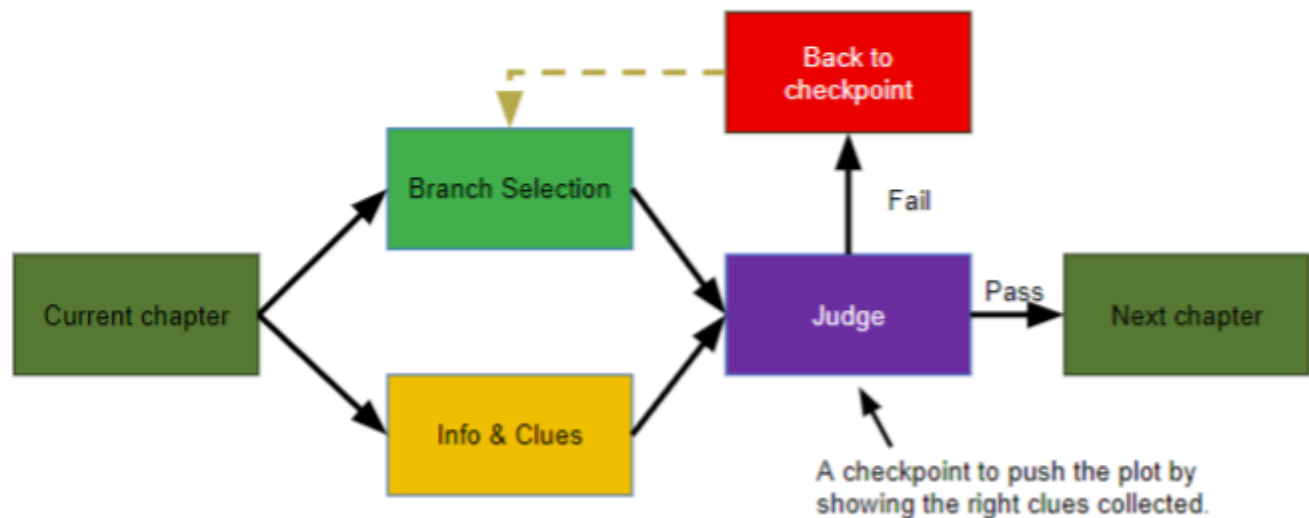 Back to
checkpoint
Branch Selection
Fail
Current chapter
Judge
Pass
Next chapter
Info & Clues
A checkpoint to push the plot by
showing the right clues collected.